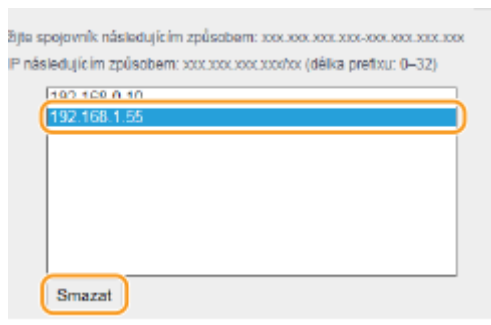 žijte spojovník následujícím způsobem: xxx.xxx.xxx.xxx-xxx.xxx.xxx.xxx
IP následujícím způsobem: xxx.xxx.xxx.xxx/xx (délka prefixu: 0–32)
192.168.0.10
192.168.1.55
Smazat